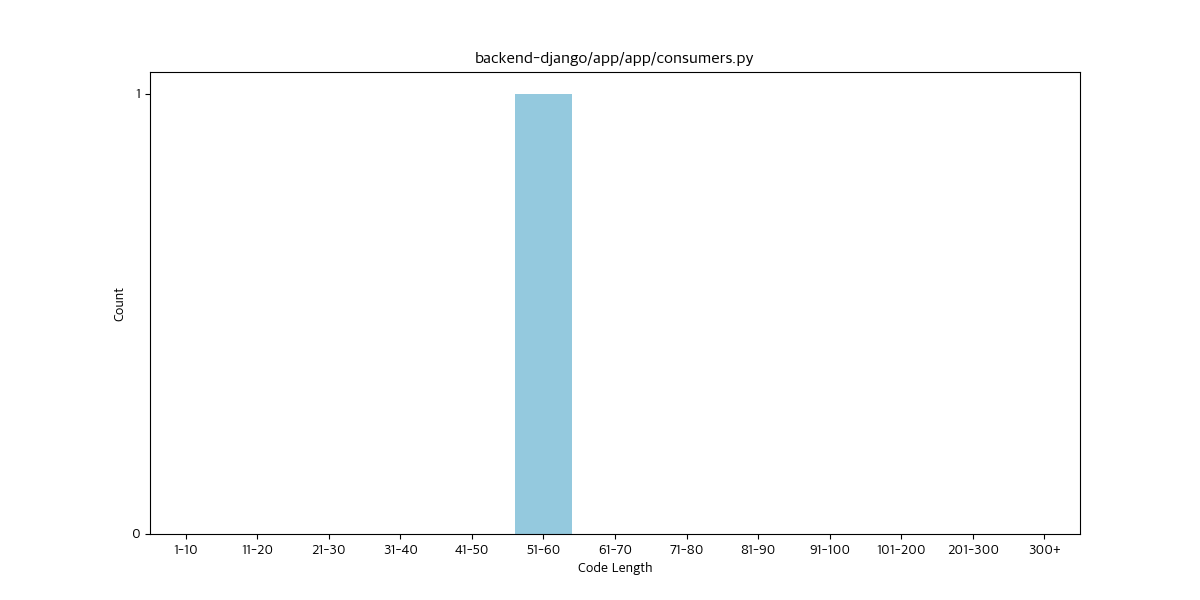 backend-django/app/app/consumers.py
1
Count
0
1-10 11-20 21-30 31-40 41-50 51-60 61-70 71-80 81-90 91-100 101-200 201-300 300+
Code Length